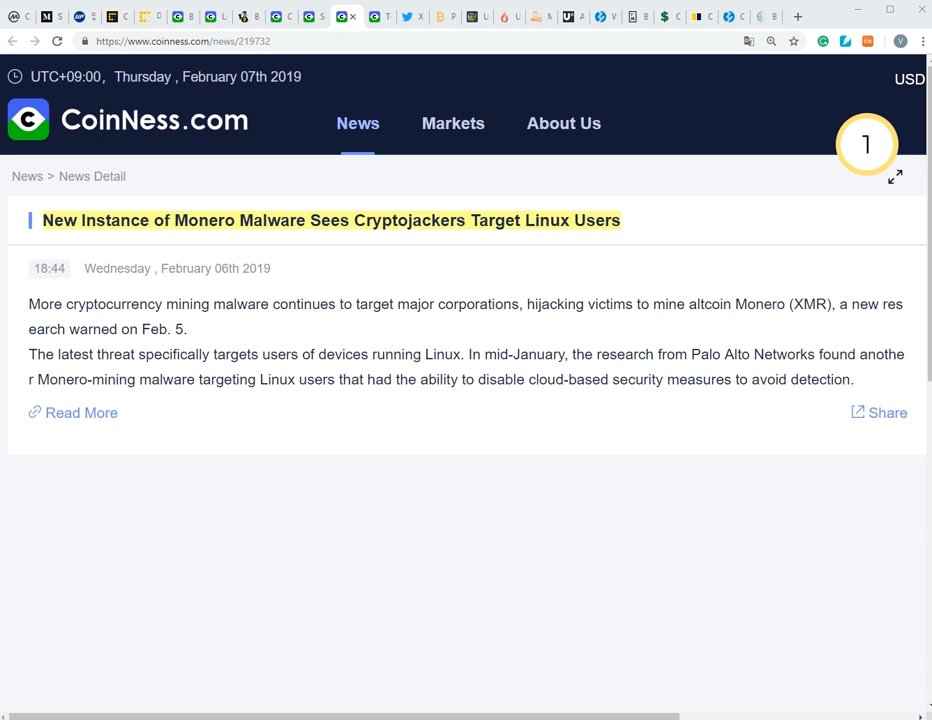 C S C D B L B C S T X P U U M U A V B C C C B
https://www.coinness.com/news/219732
V
UTC+09:00, Thursday , February 07th 2019
USD
CoinNess.com
News Markets About Us
1
News > News Detail
New Instance of Monero Malware Sees Cryptojackers Target Linux Users
18:44 Wednesday , February 06th 2019
More cryptocurrency mining malware continues to target major corporations, hijacking victims to mine altcoin Monero (XMR), a new res
earch warned on Feb. 5.
The latest threat specifically targets users of devices running Linux. In mid-January, the research from Palo Alto Networks found anothe
r Monero-mining malware targeting Linux users that had the ability to disable cloud-based security measures to avoid detection.
Read More
Share